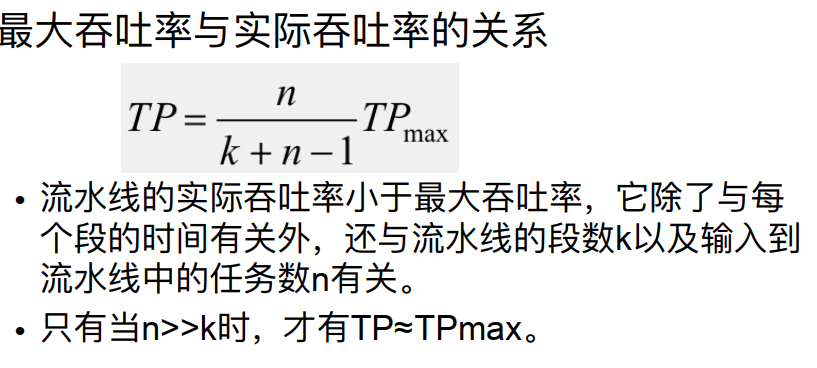 最大吞吐率与实际吞吐率的关系
TP = \frac{n}{k+n-1} TP_{max}
• 流水线的实际吞吐率小于最大吞吐率，它除了与每
个段的时间有关外，还与流水线的段数k以及输入到
流水线中的任务数n有关。
• 只有当n>>k时，才有TP≈TPmax。